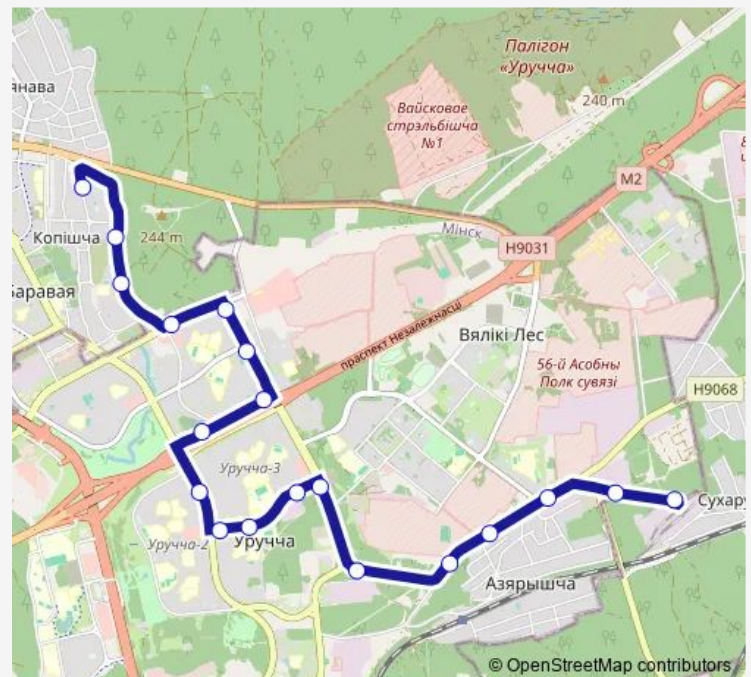 Палігон
«Уручча»
янава
Вайсковае
стрэльбішча
№1
240 m
M2
Мінск
H9031
Копішча
244 m
Баравая
праспект Незалежнасці
Вялікі Лес
56-й Асобны
Полк сувязі
H9068
Уручча-3
Уручча-2
Уручча
Сухару
Азярышча
© OpenStreetMap contributors